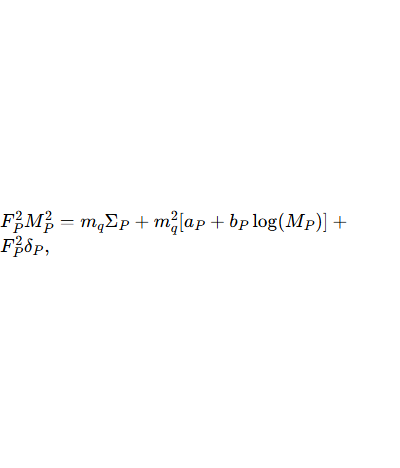 $F_P^2 M_P^2 = m_q \Sigma_P + m_q^2 [a_P + b_P \log(M_P)] +$
$F_P^2 \delta_P,$